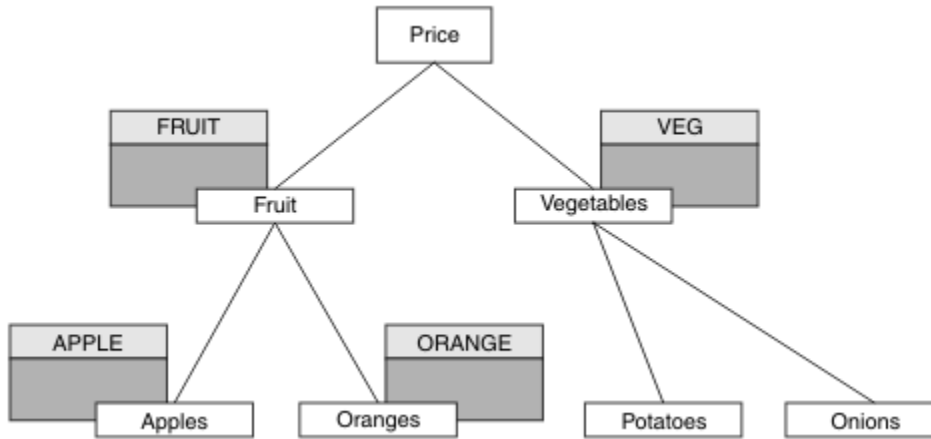 Price
FRUIT
VEG
Fruit
Vegetables
APPLE
ORANGE
Apples
Oranges
Potatoes
Onions